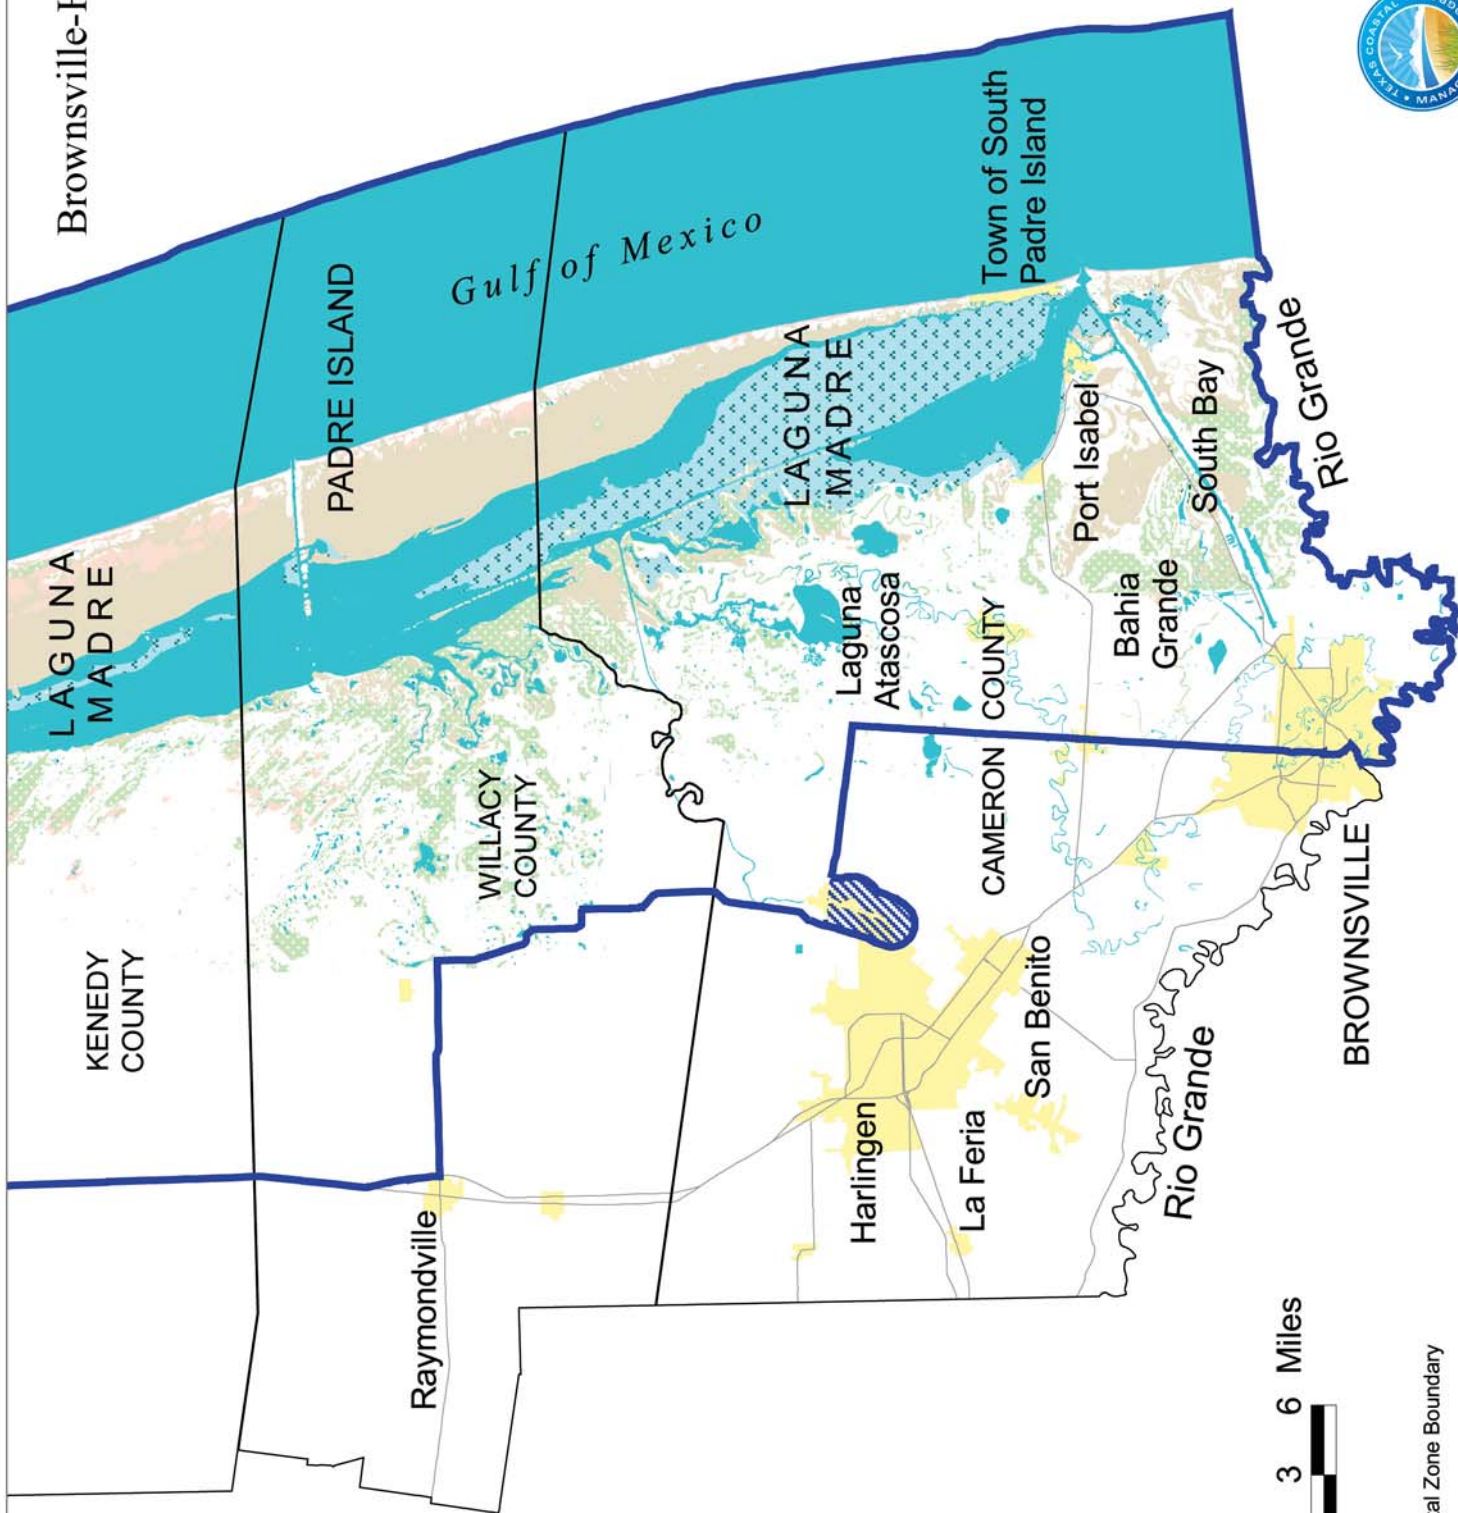 Brownsville-
LAGUNA
MADRE
PADRE ISLAND
Gulf of Mexico
Town of South
Padre Island
LAGUNA
MADRE
KENEDY
COUNTY
WILLACY
COUNTY
Laguna
Atascosa
CAMERON COUNTY
Port Isabel
Bahia
Grande
South Bay
Rio Grande
Raymondville
Harlingen
La Feria
San Benito
Rio Grande
BROWNSVILLE
3 6 Miles
Zone Boundary
TEXAS COASTAL